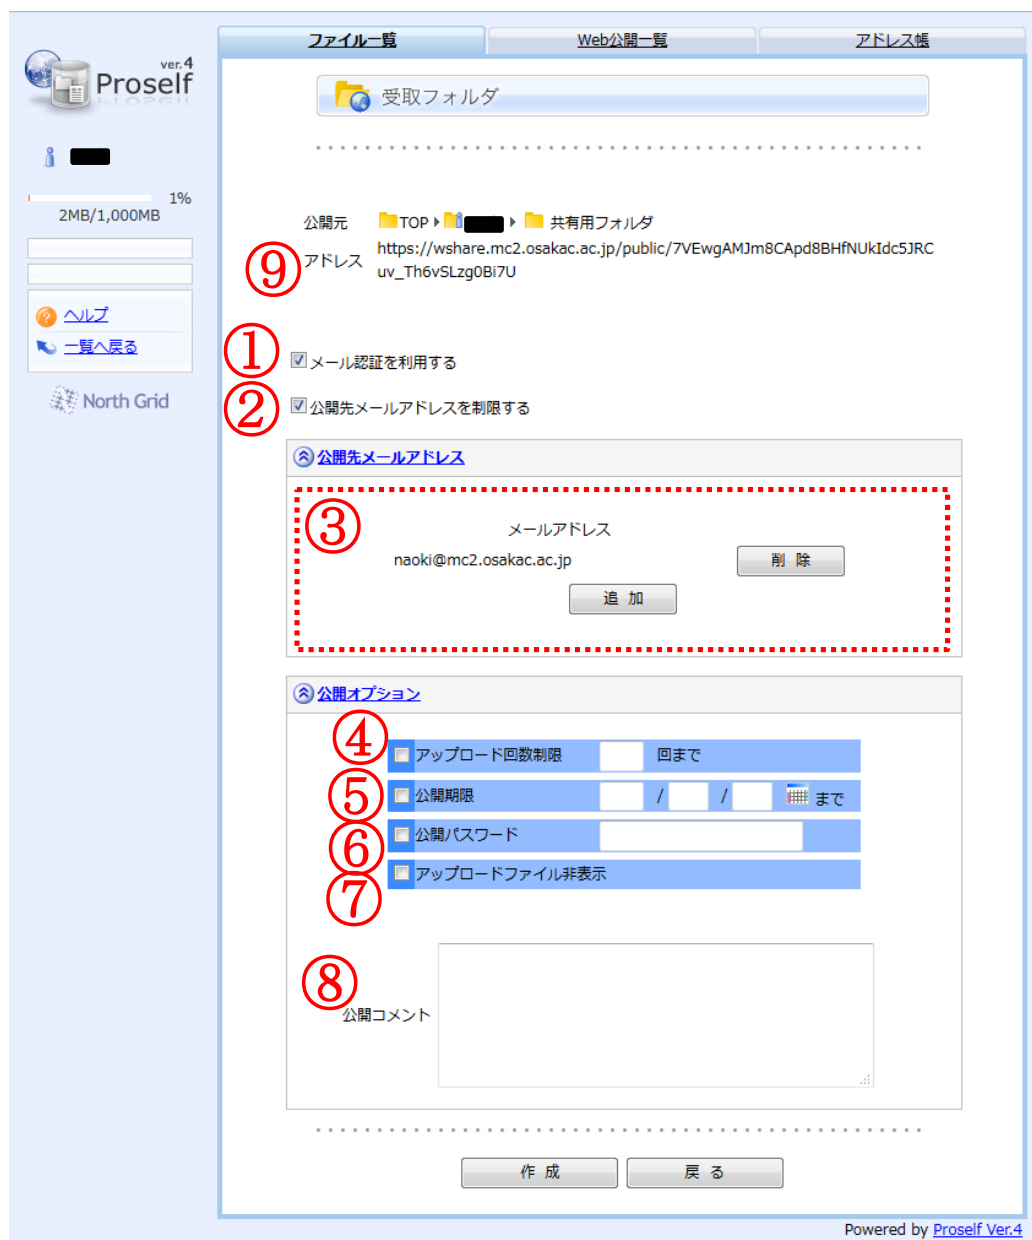 ファイル一覧
Web公開一覧
アドレス帳
ver.4
Proself
受取フォルダ
1%
2MB/1,000MB
公開元 TOP 共有用フォルダ
⑨ アドレス https://wshare.mc2.osakac.ac.jp/public/7VEwgAMJm8CApd8BHfNUkIdc5JRC
uv_Th6vSLzg0Bi7U
ヘルプ
一覧へ戻る
North Grid
① メール認証を利用する
② 公開先メールアドレスを制限する
公開先メールアドレス
③
メールアドレス
naoki@mc2.osakac.ac.jp 削 除
追 加
公開オプション
④ アップロード回数制限 回まで
⑤ 公開期限 / / まで
⑥ 公開パスワード
⑦ アップロードファイル非表示
⑧ 公開コメント
作 成 戻 る
Powered by Proself Ver.4